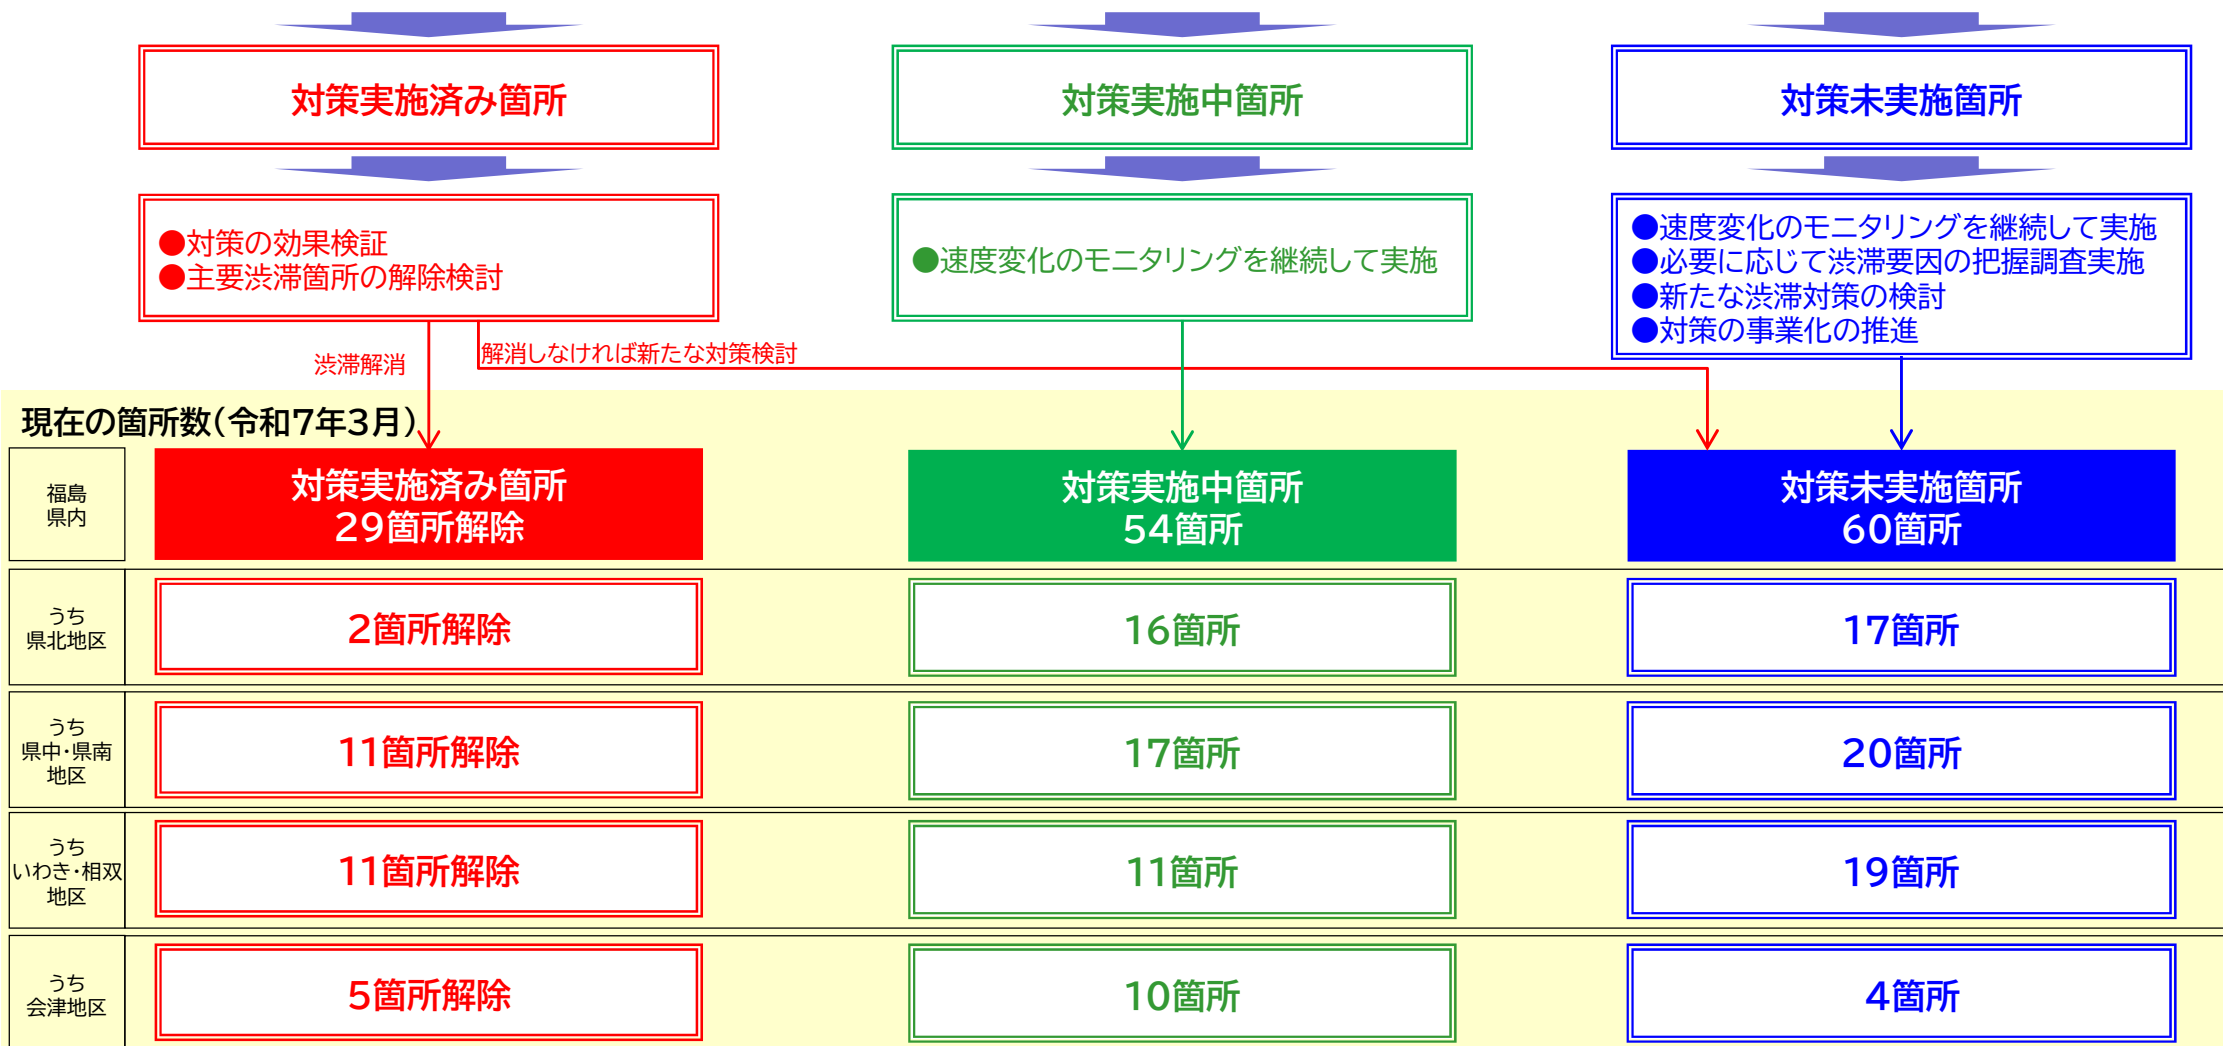 対策実施済み箇所
対策実施中箇所
対策未実施箇所
●対策の効果検証
●主要渋滞箇所の解除検討
●速度変化のモニタリングを継続して実施
●速度変化のモニタリングを継続して実施
●必要に応じて渋滞要因の把握調査実施
●新たな渋滞対策の検討
●対策の事業化の推進
渋滞解消
解消しなければ新たな対策検討
現在の箇所数(令和7年3月)
福島
県内
対策実施済み箇所
29箇所解除
対策実施中箇所
54箇所
対策未実施箇所
60箇所
うち
県北地区
2箇所解除
16箇所
17箇所
うち
県中・県南
地区
11箇所解除
17箇所
20箇所
うち
いわき・相双
地区
11箇所解除
11箇所
19箇所
うち
会津地区
5箇所解除
10箇所
4箇所